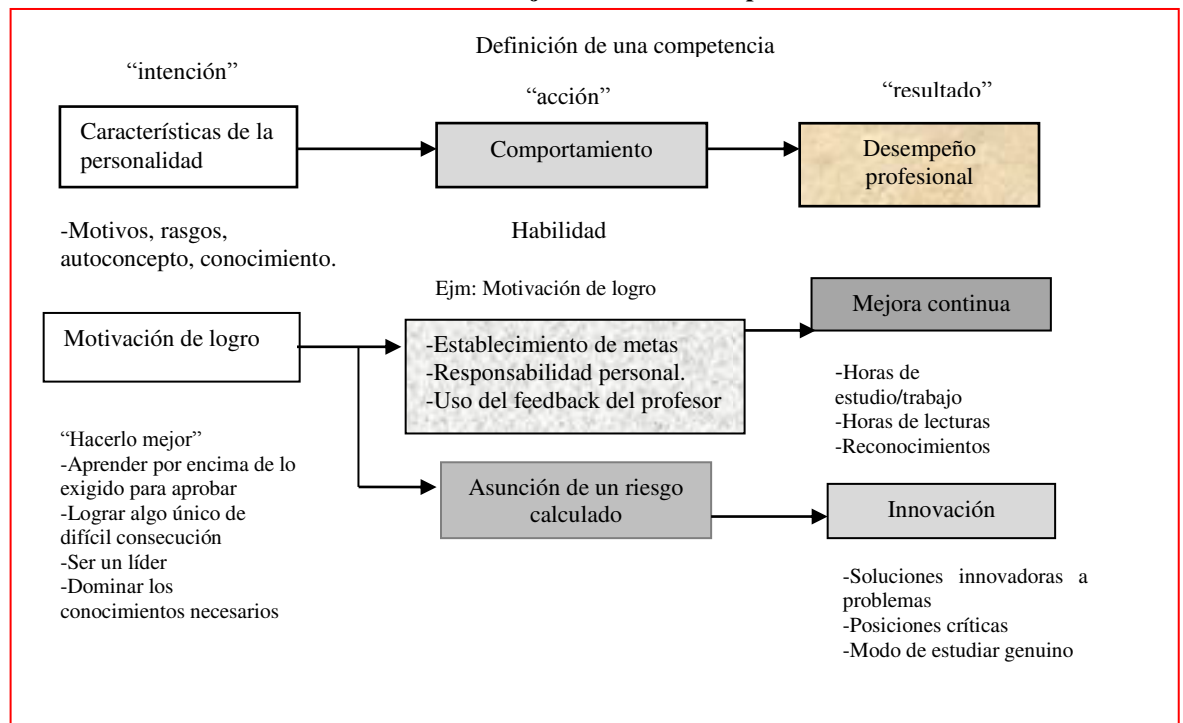 Definición de una competencia
“intención”
“acción”
“resultado”
Características de la
personalidad
Comportamiento
Desempeño
profesional
-Motivos, rasgos,
autoconcepto, conocimiento.
Habilidad
Ejm: Motivación de logro
Motivación de logro
-Establecimiento de metas
-Responsabilidad personal.
-Uso del feedback del profesor
Mejora continua
-Horas de
estudio/trabajo
-Horas de lecturas
-Reconocimientos
“Hacerlo mejor”
-Aprender por encima de lo
exigido para aprobar
-Lograr algo único de
difícil consecución
-Ser un líder
-Dominar los
conocimientos necesarios
Asunción de un riesgo
calculado
Innovación
-Soluciones innovadoras a
problemas
-Posiciones críticas
-Modo de estudiar genuino